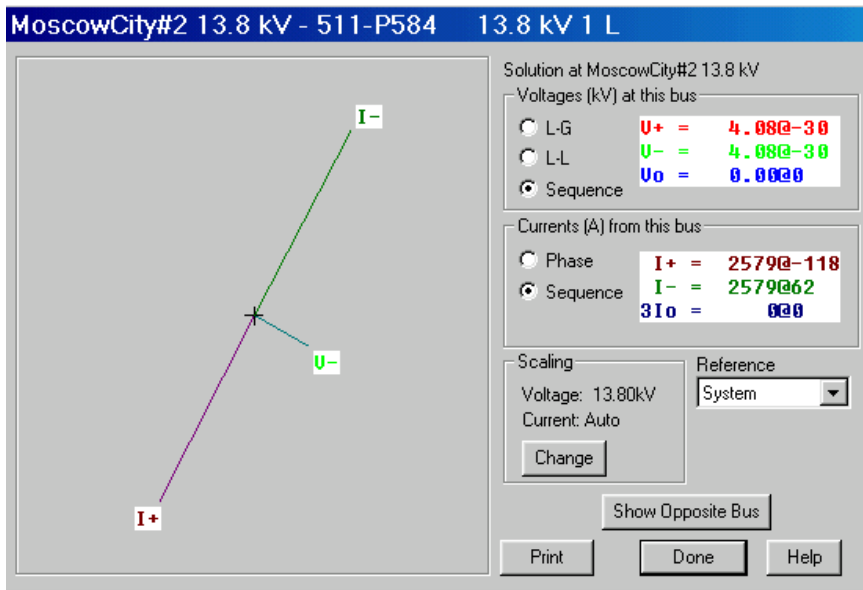 MoscowCity#2 13.8 kV - 511-P584 13.8 kV 1 L
I-
V-
I+
Solution at MoscowCity#2 13.8 kV
Voltages (kV) at this bus
L-G
L-L
Sequence
V+ = 4.08@-30
V- = 4.08@-30
Vo = 0.00@0
Currents (A) from this bus
Phase
Sequence
I+ = 2579@-118
I- = 2579@62
3Io = 0@0
Scaling
Voltage: 13.80kV
Current: Auto
Change
Reference
System
Show Opposite Bus
Print Done Help